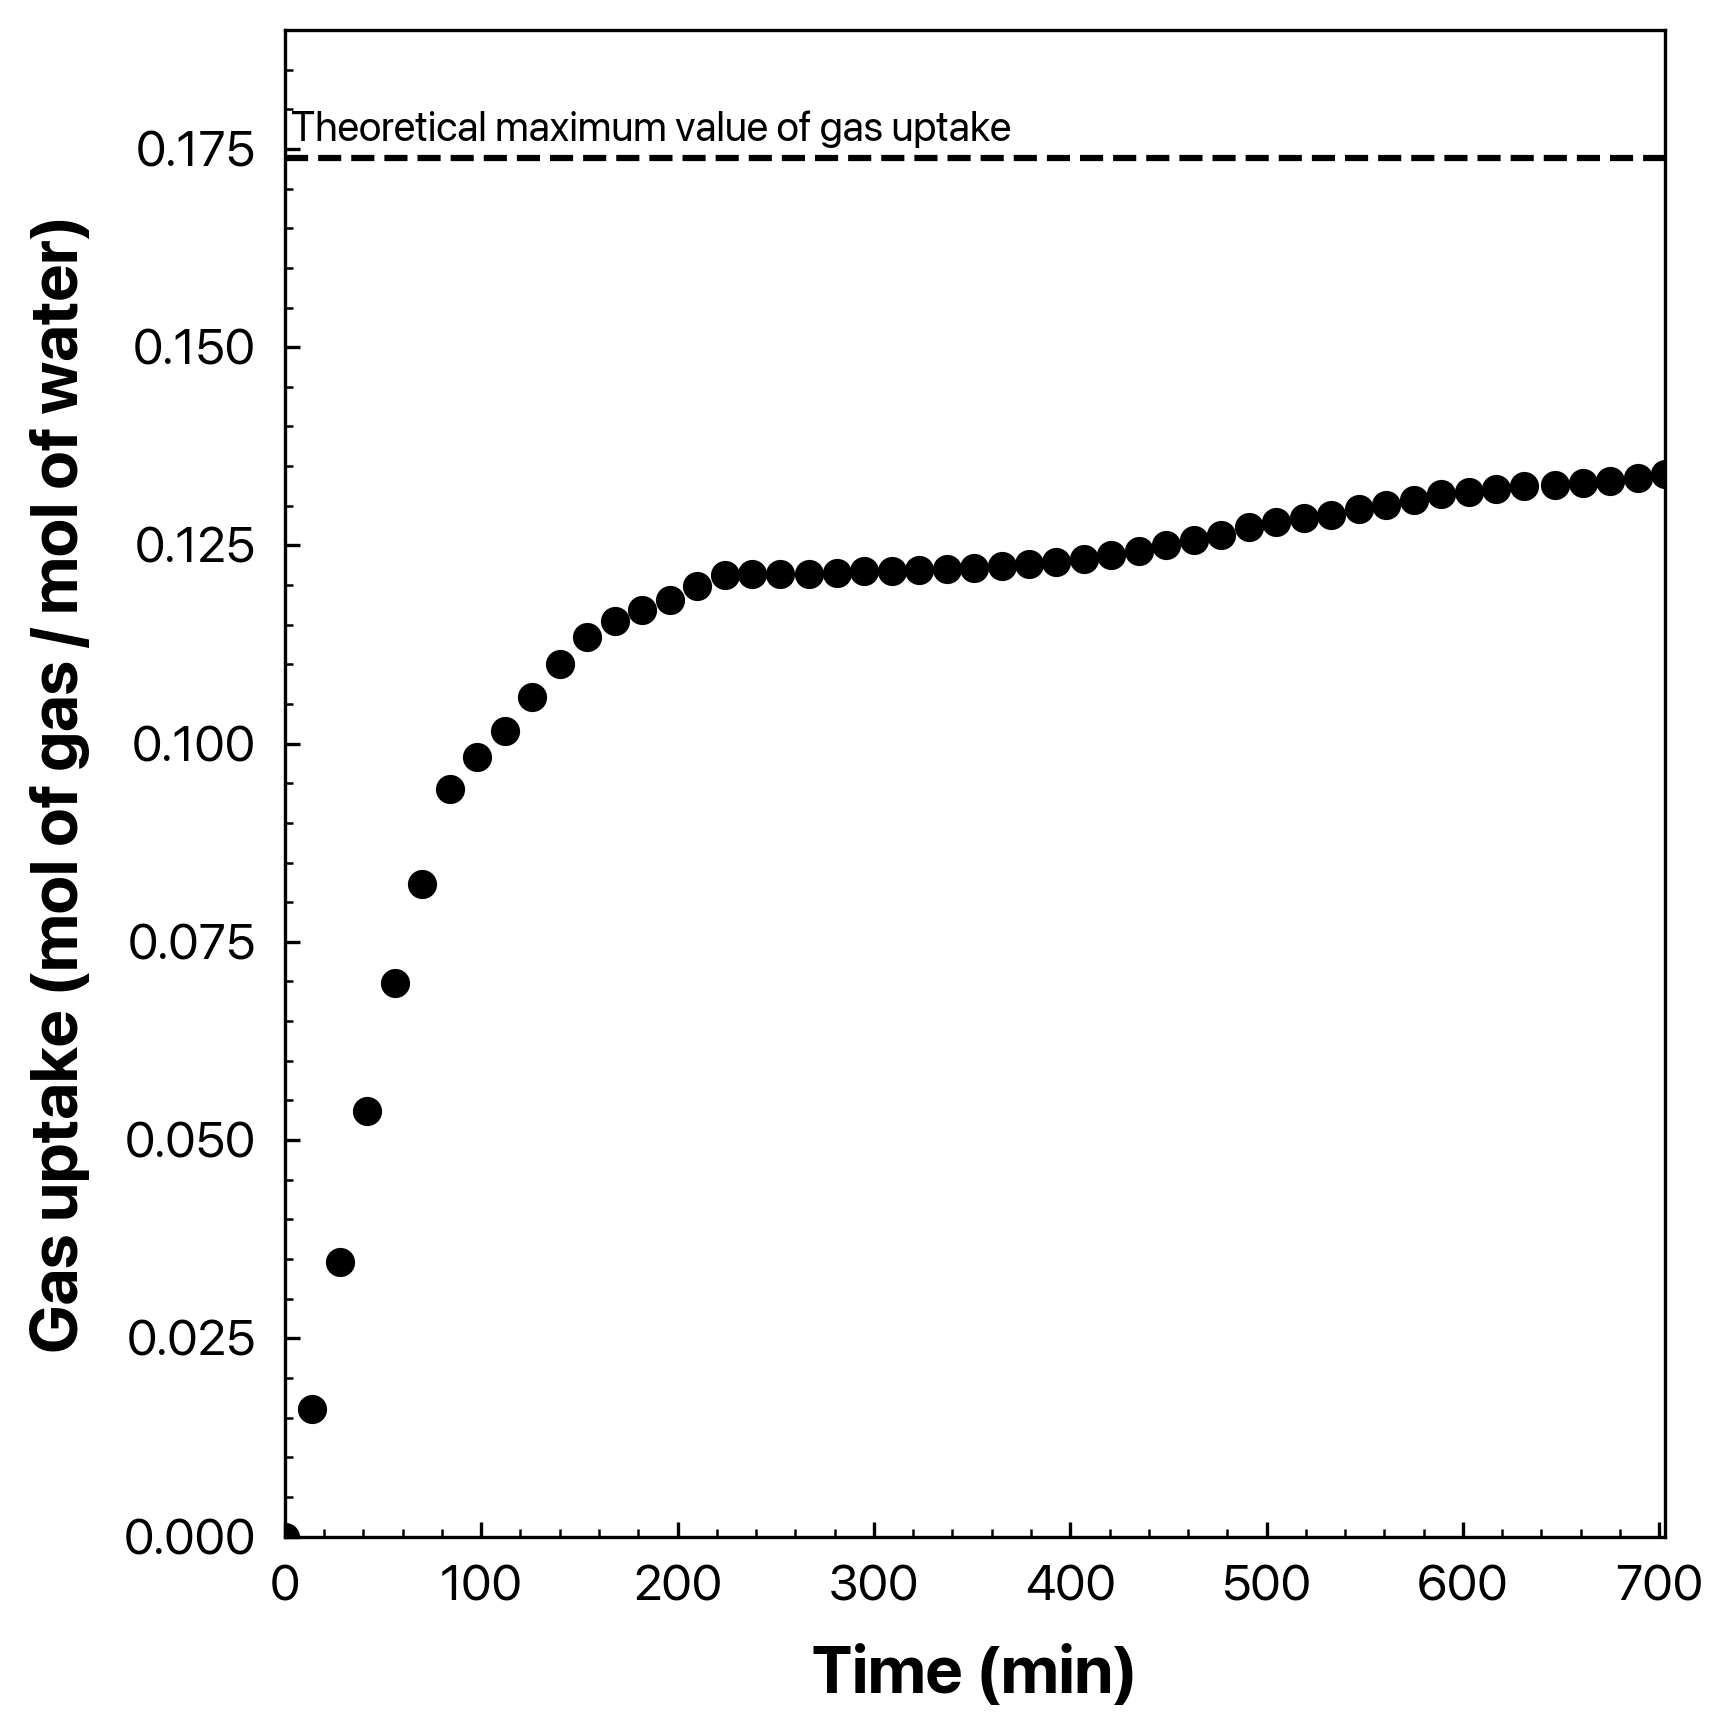 Theoretical maximum value of gas uptake
0.175
0.150
0.125
0.100
0.075
0.050
0.025
0.000
Gas uptake (mol of gas / mol of water)
0 100 200 300 400 500 600 700
Time (min)